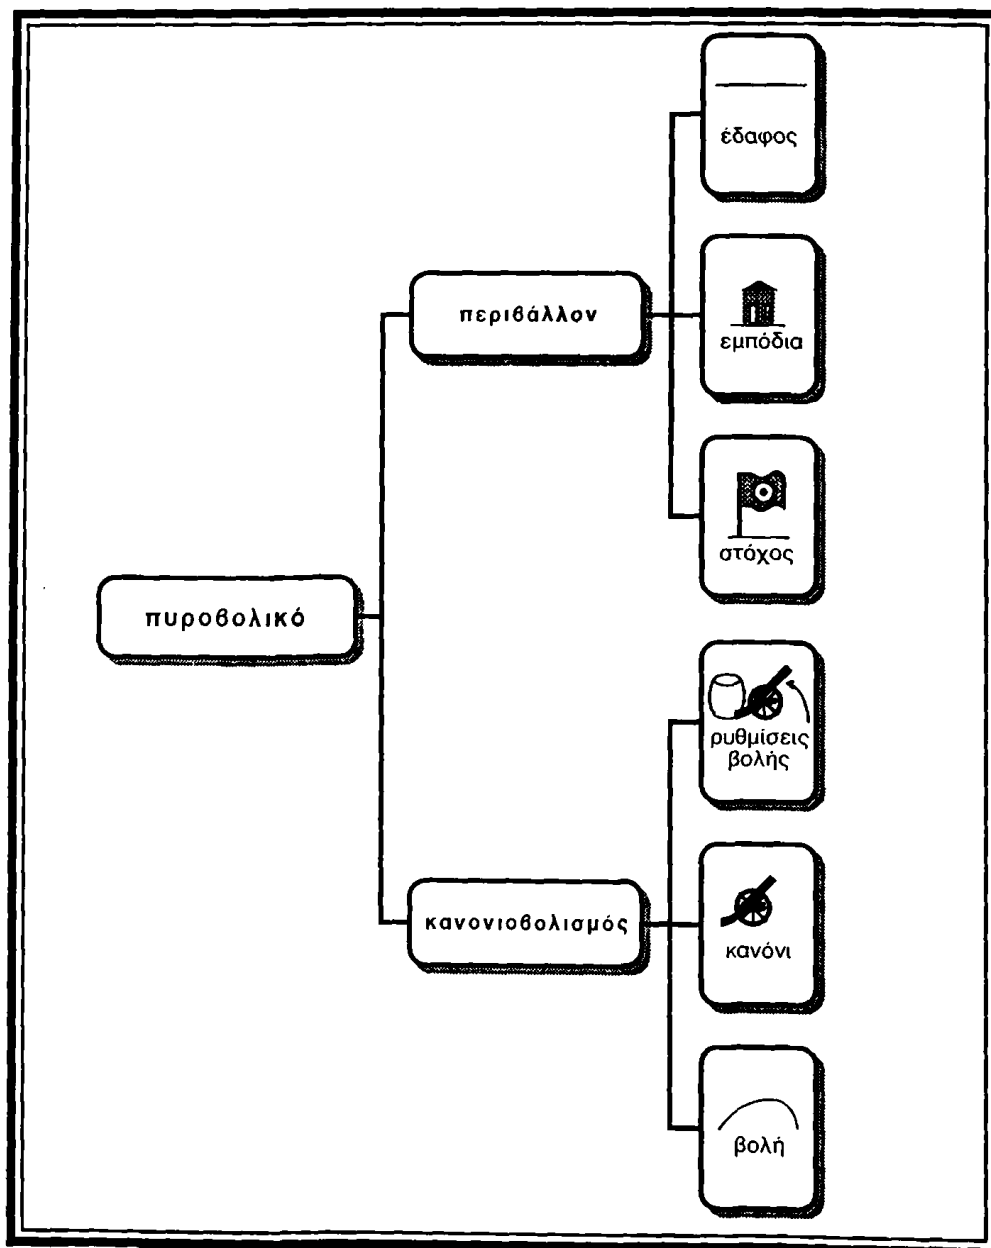 έδαφος
περιβάλλον
εμπόδια
στόχος
πυροβολικό
ρυθμίσεις
βολής
κανονιοβολισμός
κανόνι
βολή